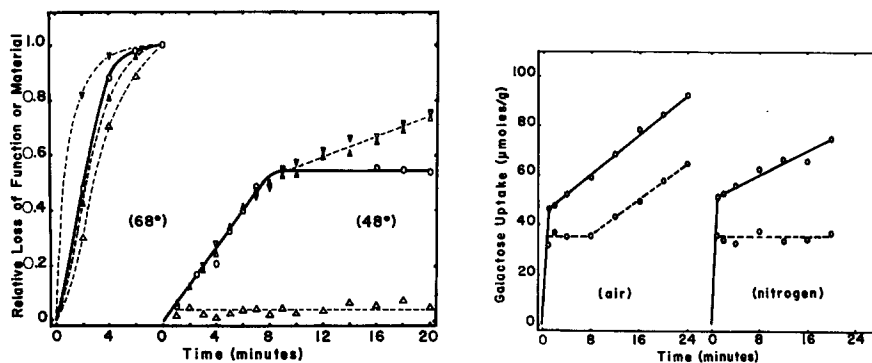 Relative Loss of Function or Material
1.0
0.8
0.6
0.4
0.2
0
(68°)
(48°)
0 4 8 0 4 8 12 16 20
Time (minutes)
Galactose Uptake (µmoles/g)
100
80
60
40
20
0
(air)
(nitrogen)
0 8 16 24 0 8 16 24
Time (minutes)